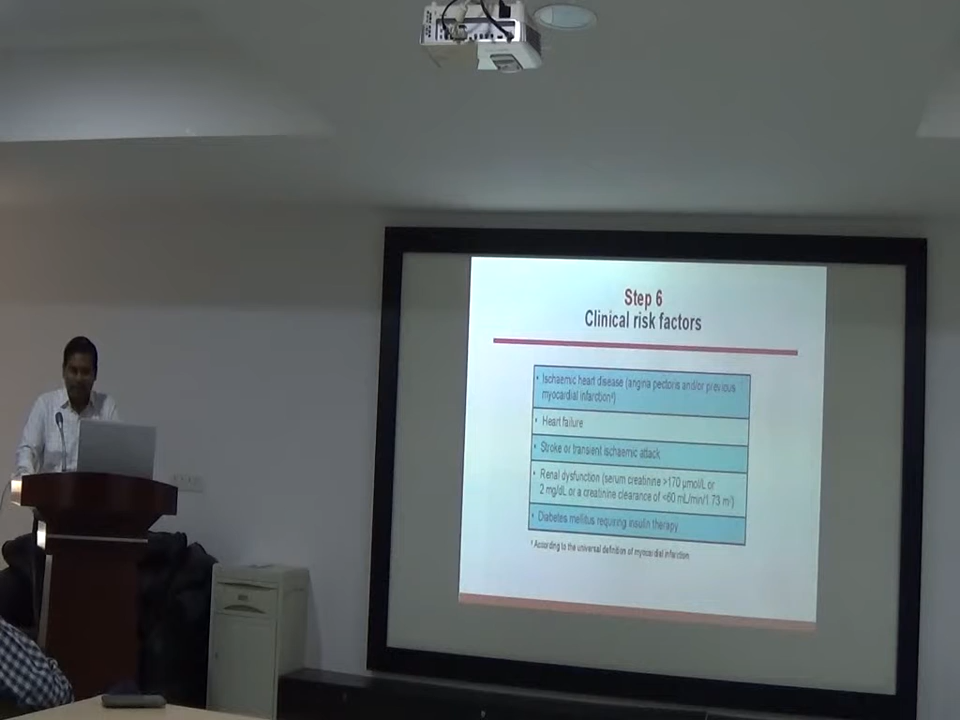 Step 6
Clinical risk factors
• Ischaemic heart disease (angina pectoris and/or previous
myocardial infarctionª)
• Heart failure
• Stroke or transient ischaemic attack
• Renal dysfunction (serum creatinine >170 µmol/L or
2 mg/dL or a creatinine clearance of <60 mL/min/1.73 m²)
• Diabetes mellitus requiring insulin therapy
ª According to the universal definition of myocardial infarction